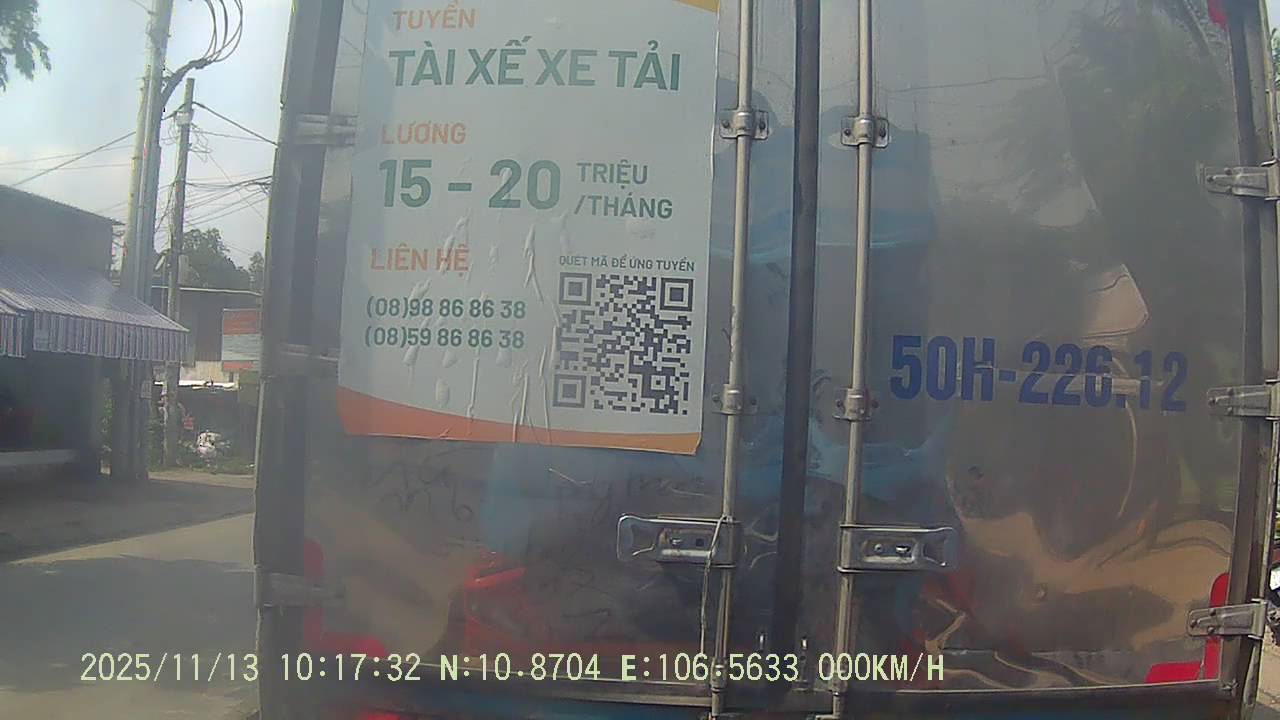 TUYỂN
TÀI XẾ XE TẢI
LƯƠNG
15 - 20 TRIỆU
/THÁNG
LIÊN HỆ
QUÉT MÃ ĐỂ ỨNG TUYỂN
(08)98 86 86 38
(08)59 86 86 38
50H-226.12
2025/11/13 10:17:32 N:10.8704 E:106.5633 000KM/H